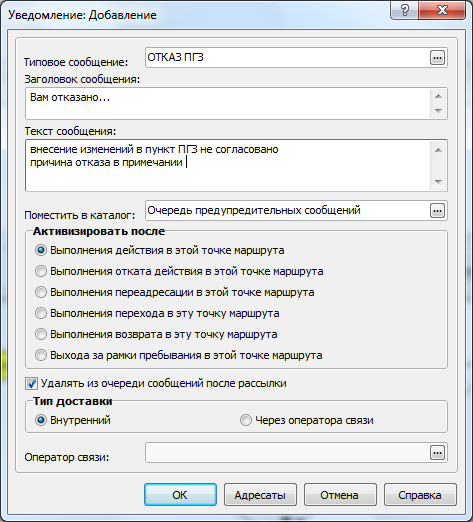 Уведомление: Добавление
Типовое сообщение: ОТКАЗ ПГЗ
Заголовок сообщения:
Вам отказано...
Текст сообщения:
внесение изменений в пункт ПГЗ не согласовано
причина отказа в примечании
Поместить в каталог: Очередь предупредительных сообщений
Активизировать после
Выполнения действия в этой точке маршрута
Выполнения отката действия в этой точке маршрута
Выполнения переадресации в этой точке маршрута
Выполнения перехода в эту точку маршрута
Выполнения возврата в эту точку маршрута
Выхода за рамки пребывания в этой точке маршрута
Удалять из очереди сообщений после рассылки
Тип доставки
Внутренний Через оператора связи
Оператор связи:
ОК Адресаты Отмена Справка